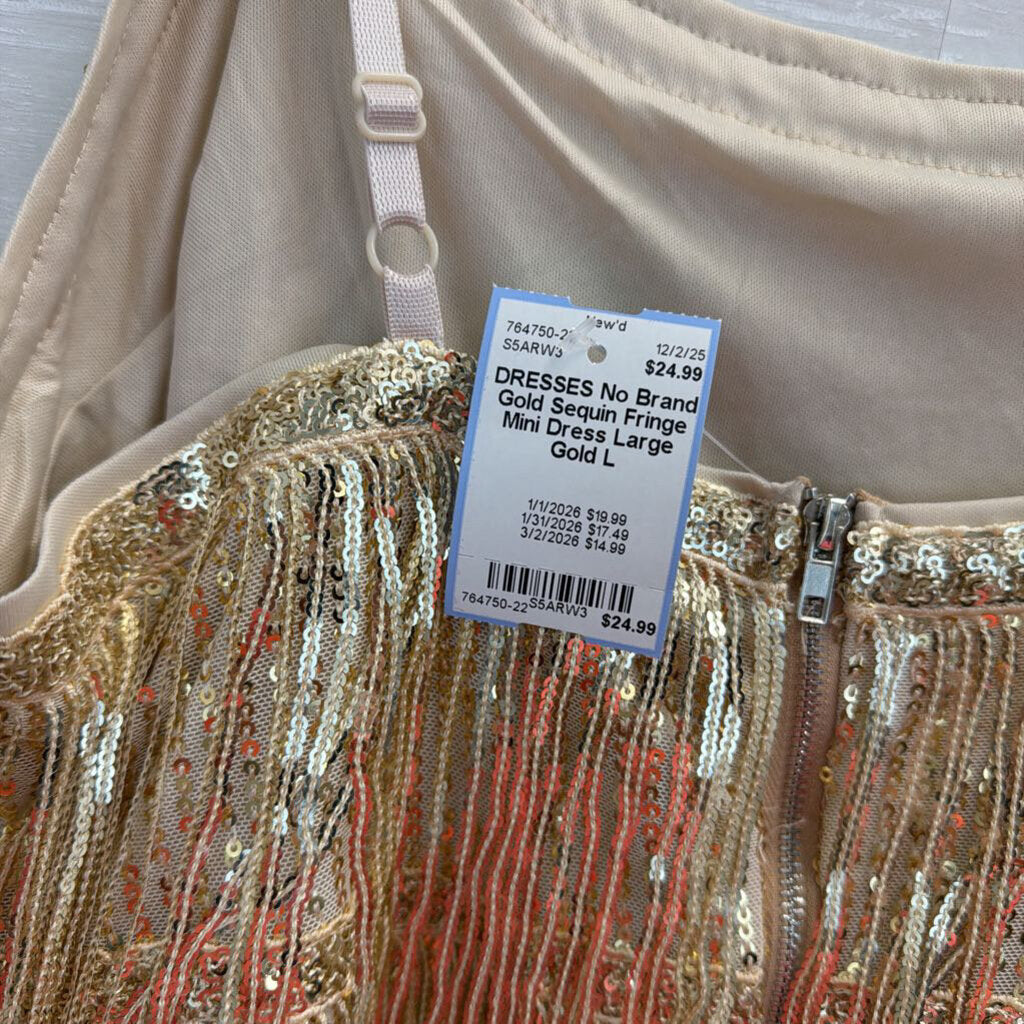 New'd
764750-22
S5ARW3
12/2/25
$24.99
DRESSES No Brand
Gold Sequin Fringe
Mini Dress Large
Gold L
1/1/2026 $19.99
1/31/2026 $17.49
3/2/2026 $14.99
764750-22 S5ARW3 $24.99